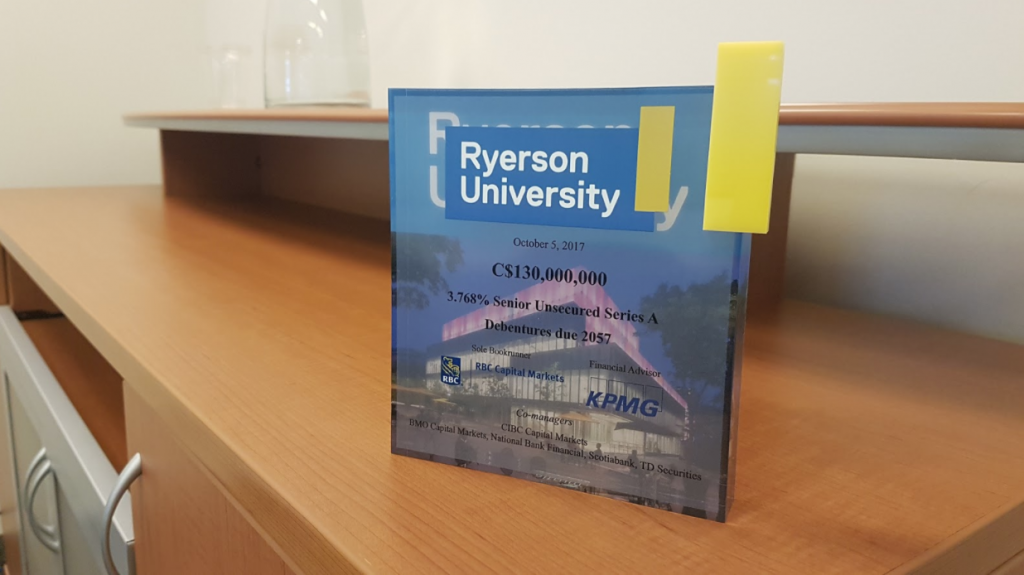 Ryerson
University
October 5, 2017
C$130,000,000
3.768% Senior Unsecured Series A
Debentures due 2057
Sole Bookrunner
Financial Advisor
RBC
RBC Capital Markets
KPMG
Co-managers
CIBC Capital Markets
BMO Capital Markets, National Bank Financial, Scotiabank, TD Securities